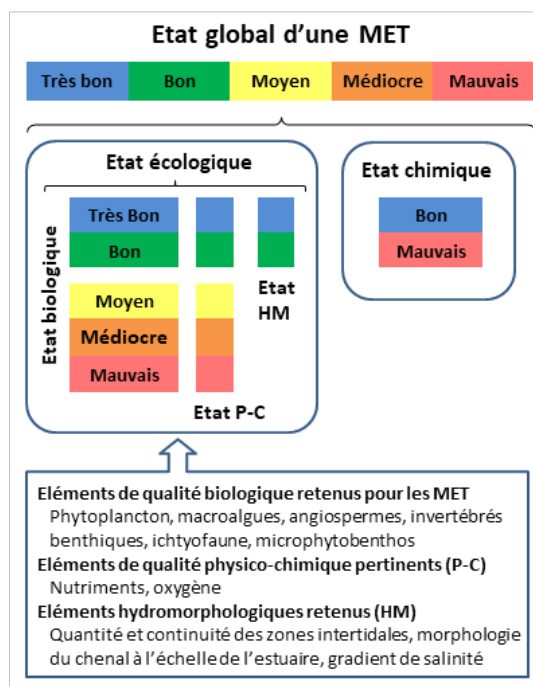 Etat global d’une MET
Très bon
Bon
Moyen
Médiocre
Mauvais
Etat écologique
Etat biologique
Très Bon
Bon
Moyen
Médiocre
Mauvais
Etat
HM
Etat P-C
Etat chimique
Bon
Mauvais
Eléments de qualité biologique retenus pour les MET
Phytoplancton, macroalgues, angiospermes, invertébrés
benthiques, ichtyofaune, microphytobenthos
Eléments de qualité physico-chimique pertinents (P-C)
Nutriments, oxygène
Eléments hydromorphologiques retenus (HM)
Quantité et continuité des zones intertidales, morphologie
du chenal à l’échelle de l’estuaire, gradient de salinité